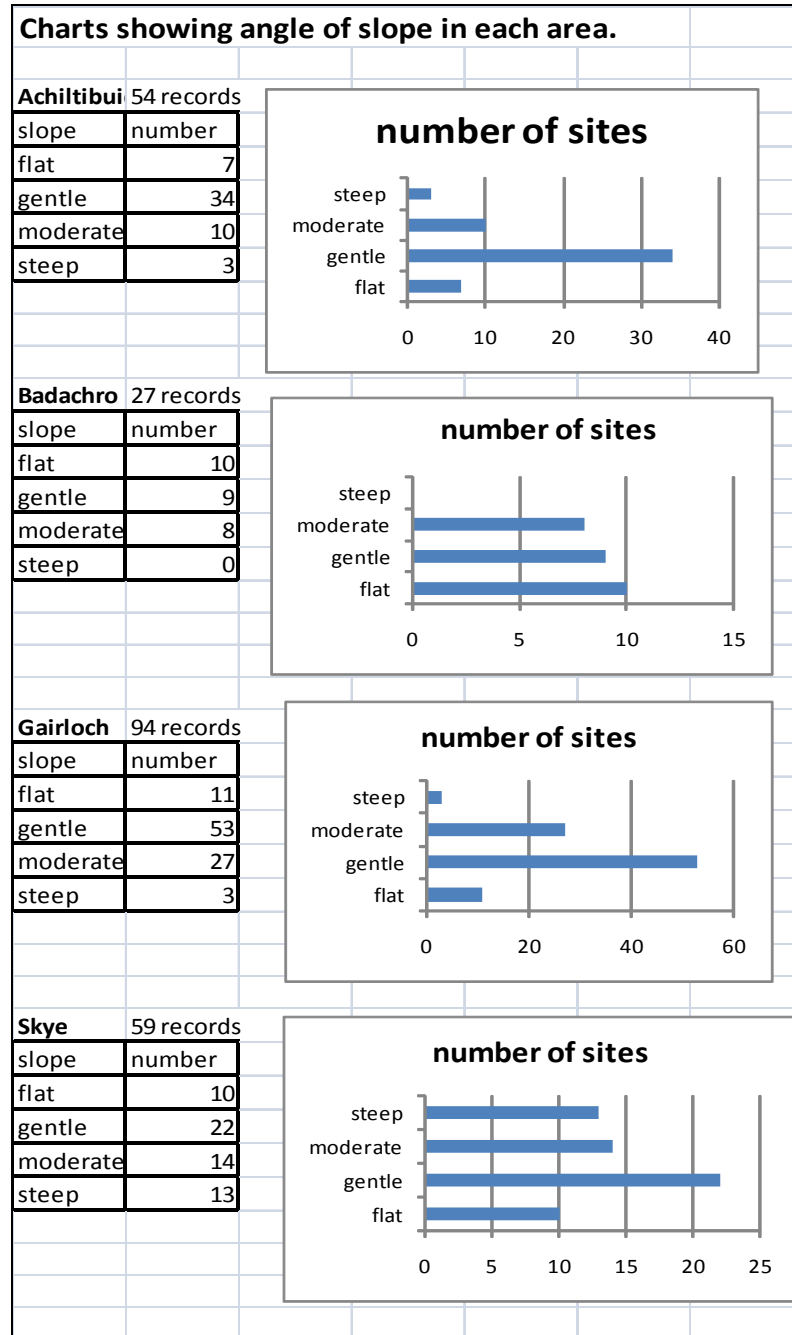 Charts showing angle of slope in each area.
Achiltibui 54 records
slope number
flat 7
gentle 34
moderate 10
steep 3
number of sites
steep
moderate
gentle
flat
0 10 20 30 40
Badachro 27 records
slope number
flat 10
gentle 9
moderate 8
steep 0
number of sites
steep
moderate
gentle
flat
0 5 10 15
Gairloch 94 records
slope number
flat 11
gentle 53
moderate 27
steep 3
number of sites
steep
moderate
gentle
flat
0 20 40 60
Skye 59 records
slope number
flat 10
gentle 22
moderate 14
steep 13
number of sites
steep
moderate
gentle
flat
0 5 10 15 20 25